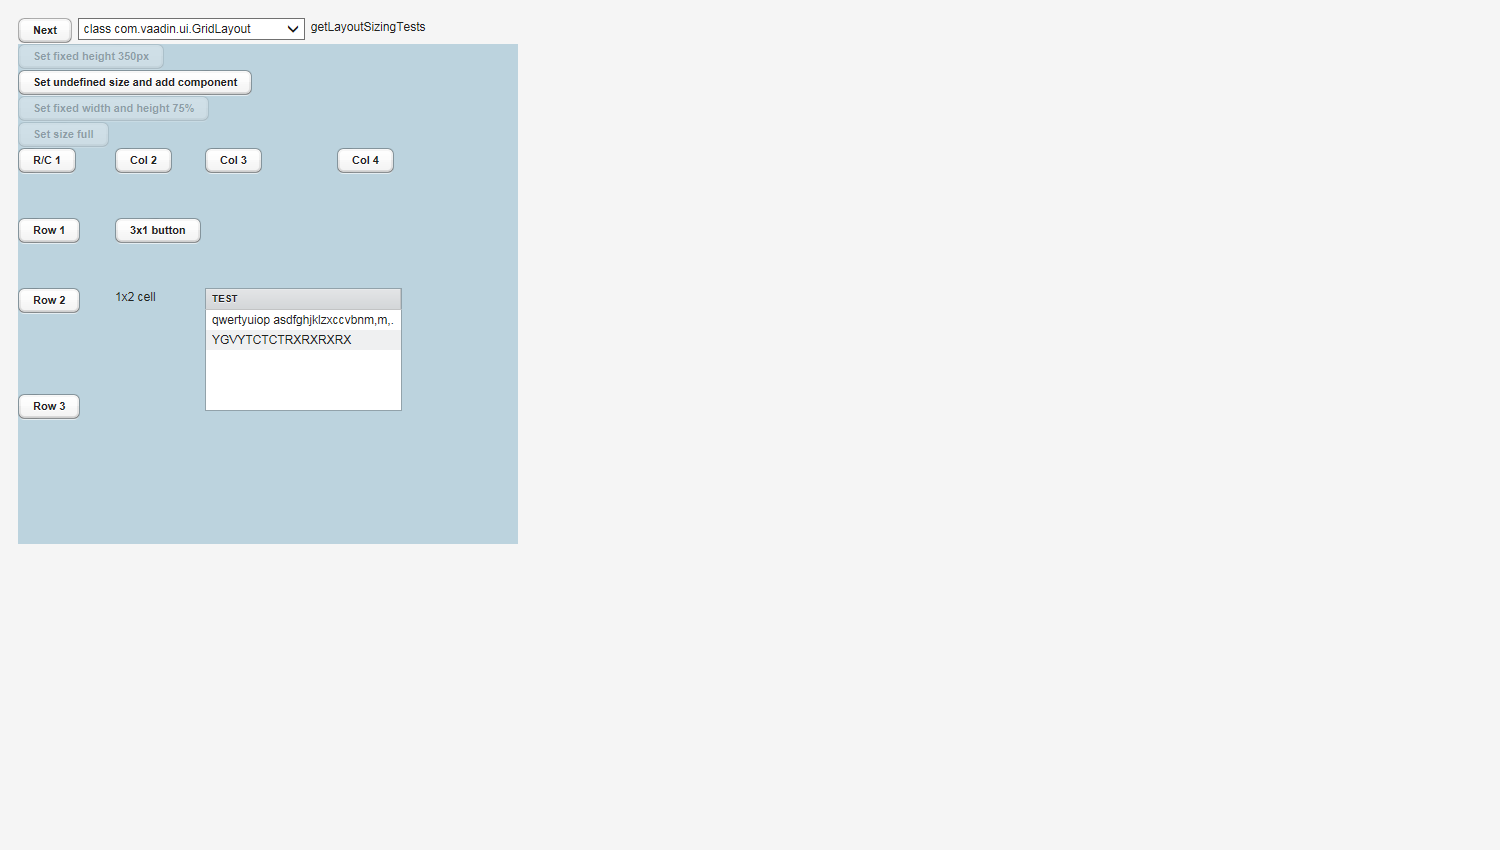 Next class com.vaadin.ui.GridLayout getLayoutSizingTests
Set fixed height 350px
Set undefined size and add component
Set fixed width and height 75%
Set size full
R/C 1 Col 2 Col 3 Col 4
Row 1 3x1 button
Row 2 1x2 cell TEST
qwertyuiop asdfghjklzxccvbnm,m,.
YGVYTCTCTRXRXRXRX
Row 3